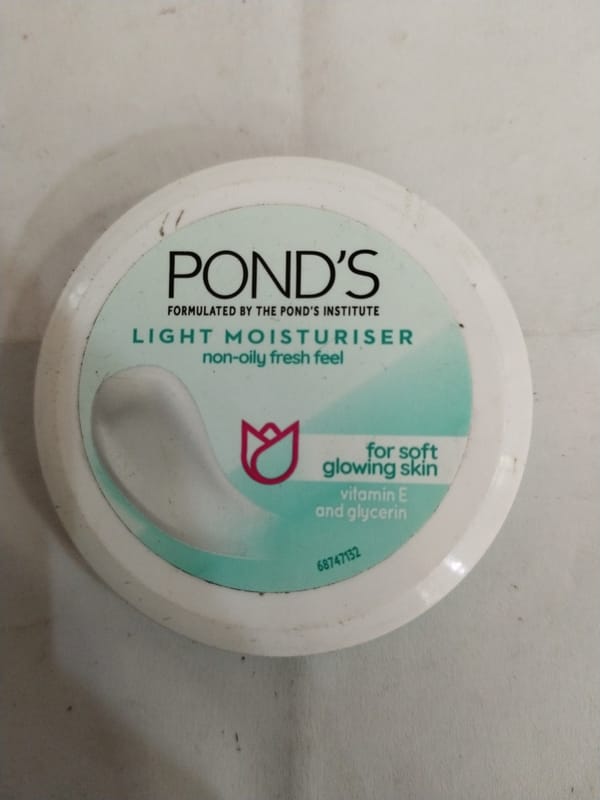 POND'S
FORMULATED BY THE POND'S INSTITUTE
LIGHT MOISTURISER
non-oily fresh feel
for soft
glowing skin
vitamin E
and glycerin
68747132